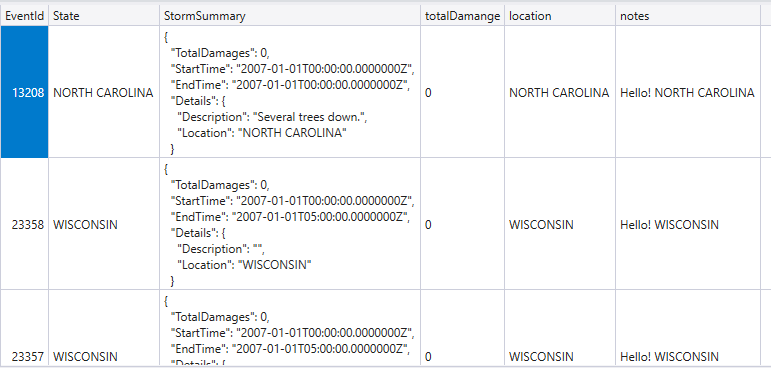 EventId State StormSummary totalDamange location notes
{
"TotalDamages": 0,
"StartTime": "2007-01-01T00:00:00.0000000Z",
"EndTime": "2007-01-01T00:00:00.0000000Z",
13208 NORTH CAROLINA "Details": { 0 NORTH CAROLINA Hello! NORTH CAROLINA
"Description": "Several trees down.",
"Location": "NORTH CAROLINA"
}
{
"TotalDamages": 0,
"StartTime": "2007-01-01T00:00:00.0000000Z",
"EndTime": "2007-01-01T05:00:00.0000000Z",
23358 WISCONSIN "Details": { 0 WISCONSIN Hello! WISCONSIN
"Description": "",
"Location": "WISCONSIN"
}
{
"TotalDamages": 0,
"StartTime": "2007-01-01T00:00:00.0000000Z",
"EndTime": "2007-01-01T05:00:00.0000000Z",
23357 WISCONSIN "Details": { 0 WISCONSIN Hello! WISCONSIN